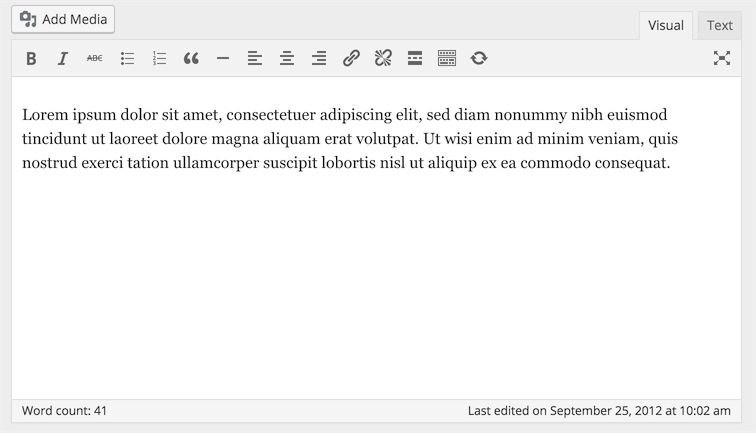 Add Media
Visual Text
B I ABC
Lorem ipsum dolor sit amet, consectetuer adipiscing elit, sed diam nonummy nibh euismod
tincidunt ut laoreet dolore magna aliquam erat volutpat. Ut wisi enim ad minim veniam, quis
nostrud exerci tation ullamcorper suscipit lobortis nisl ut aliquip ex ea commodo consequat.
Word count: 41 Last edited on September 25, 2012 at 10:02 am